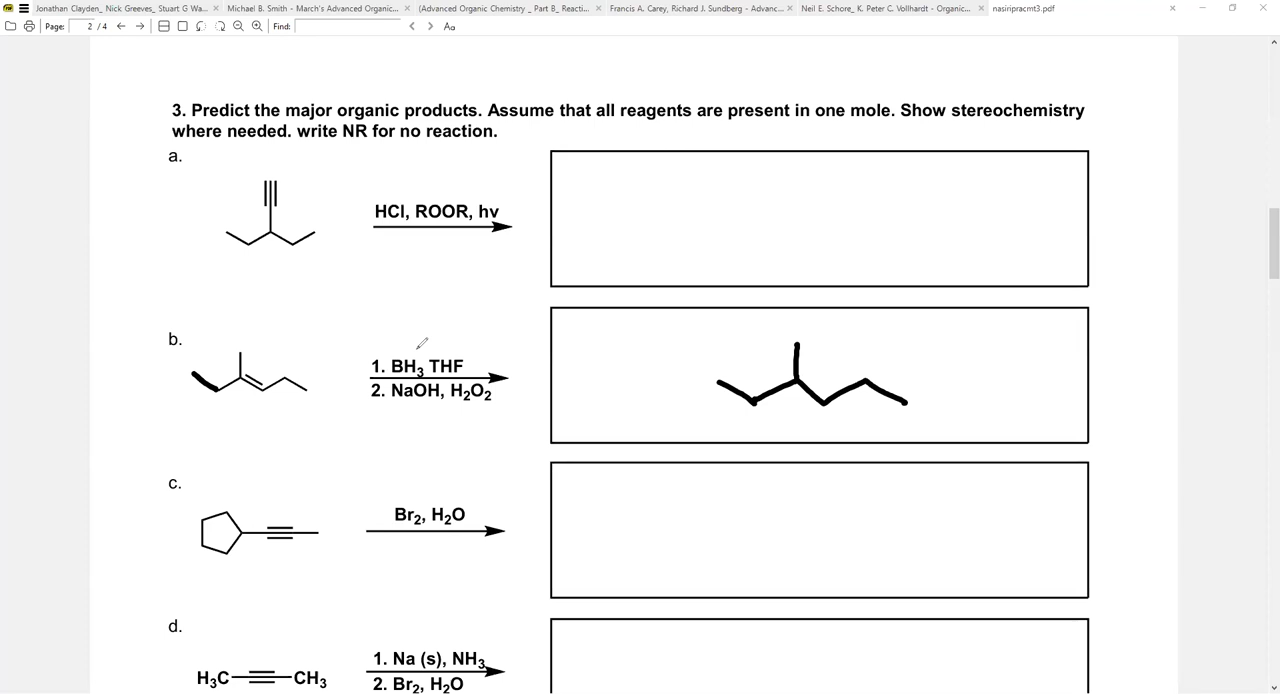 Jonathan Clayden_ Nick Greeves_ Stuart G Wa... × Michael B. Smith - March's Advanced Organic... × (Advanced Organic Chemistry _ Part B_ Reacti... × Francis A. Carey, Richard J. Sundberg - Advanc... × Neil E. Schore_ K. Peter C. Vollhardt - Organic... × nasiripracmt3.pdf ×
Page: 2 / 4 Find: Aa
3. Predict the major organic products. Assume that all reagents are present in one mole. Show stereochemistry
where needed. write NR for no reaction.
a.
HCl, ROOR, hv
b.
1. BH3 THF
2. NaOH, H2O2
c.
Br2, H2O
d.
1. Na (s), NH3
H3C CH3
2. Br2, H2O